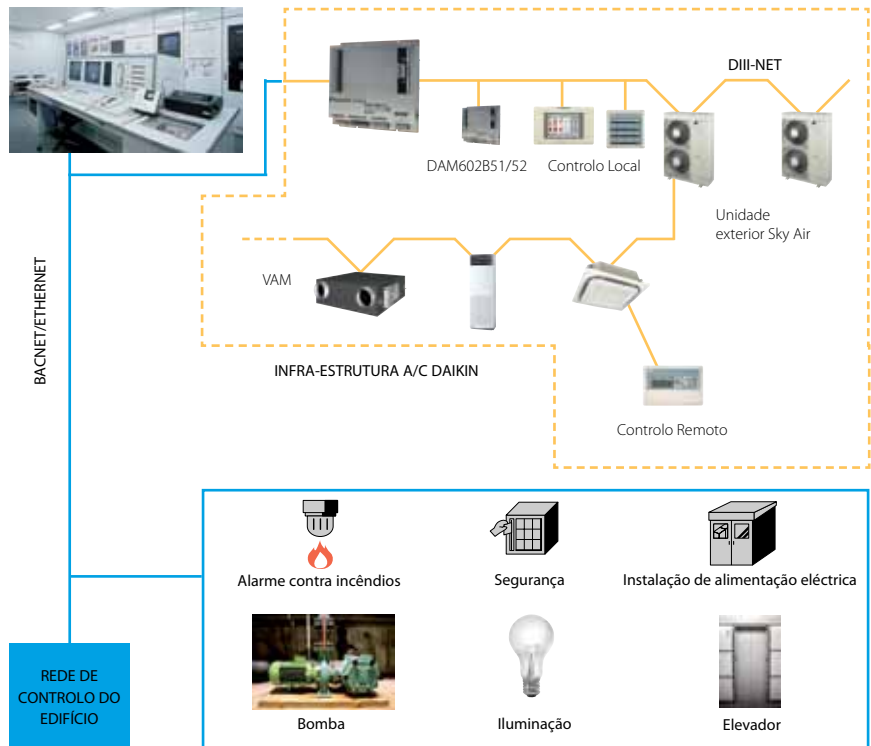 DIII-NET
DAM602B51/52
Controlo Local
Unidade
exterior Sky Air
VAM
BACNET/ETHERNET
INFRA-ESTRUTURA A/C DAIKIN
Controlo Remoto
Alarme contra incêndios
Segurança
Instalação de alimentação eléctrica
REDE DE
CONTROLO DO
EDIFÍCIO
Bomba
Iluminação
Elevador